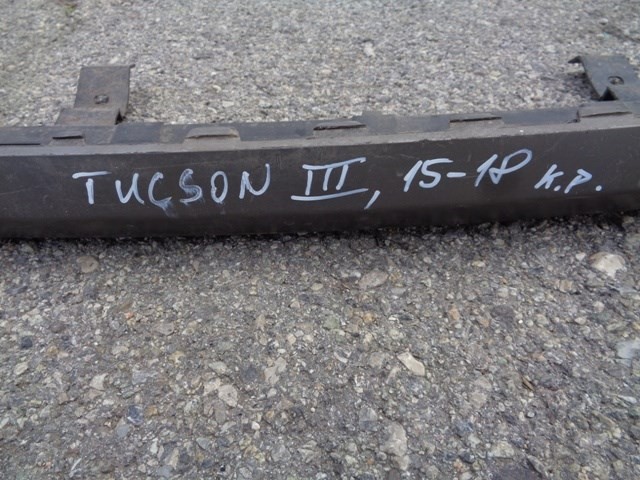 TUCSON III, 15-18 к.р.